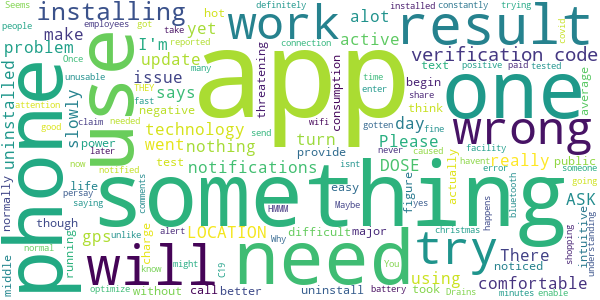 Seems installing definitely constantly trying installed covid
people hot work result
make yet alot Once
problem I'm got take employees active verification code
phone use app one
unusable update reported many connection text positive paid tested
uninstalled slowly issue says threatening consumption time enter begin share average
attention negative technology wrong
good went think
needed turn day fast
claim power nothing wifi gotten fine
now later test Please never facility public
notified notifications provide DOSE caused actually someone
life send easy isnt really error havent going
persay saying THEY something
comments
normally though LOCATION need try ASK
HMMM Maybe yes figure bluetooth intuitive understanding
normal unlike Why difficult major christmas There happens shopping
running gps will
middle alert You using noticed comfortable
charge know might C19 without call better uninstall battery took Drains minutes enable
optimize